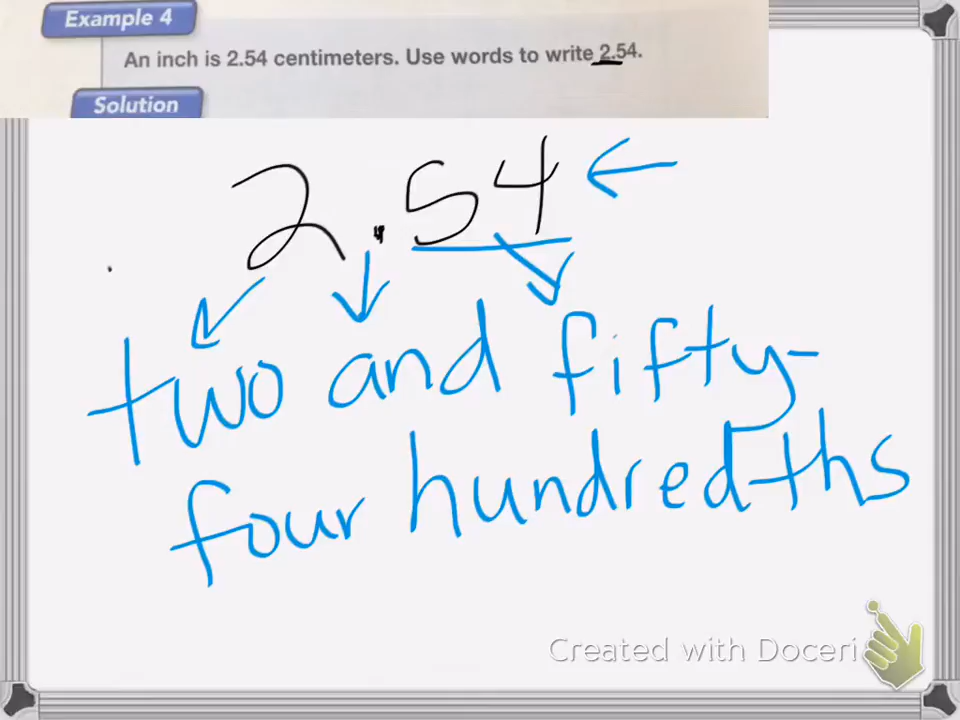 Example 4
An inch is 2.54 centimeters. Use words to write 2.54.
Solution
2.54
two and fifty-
four hundredths
Created with Doceri